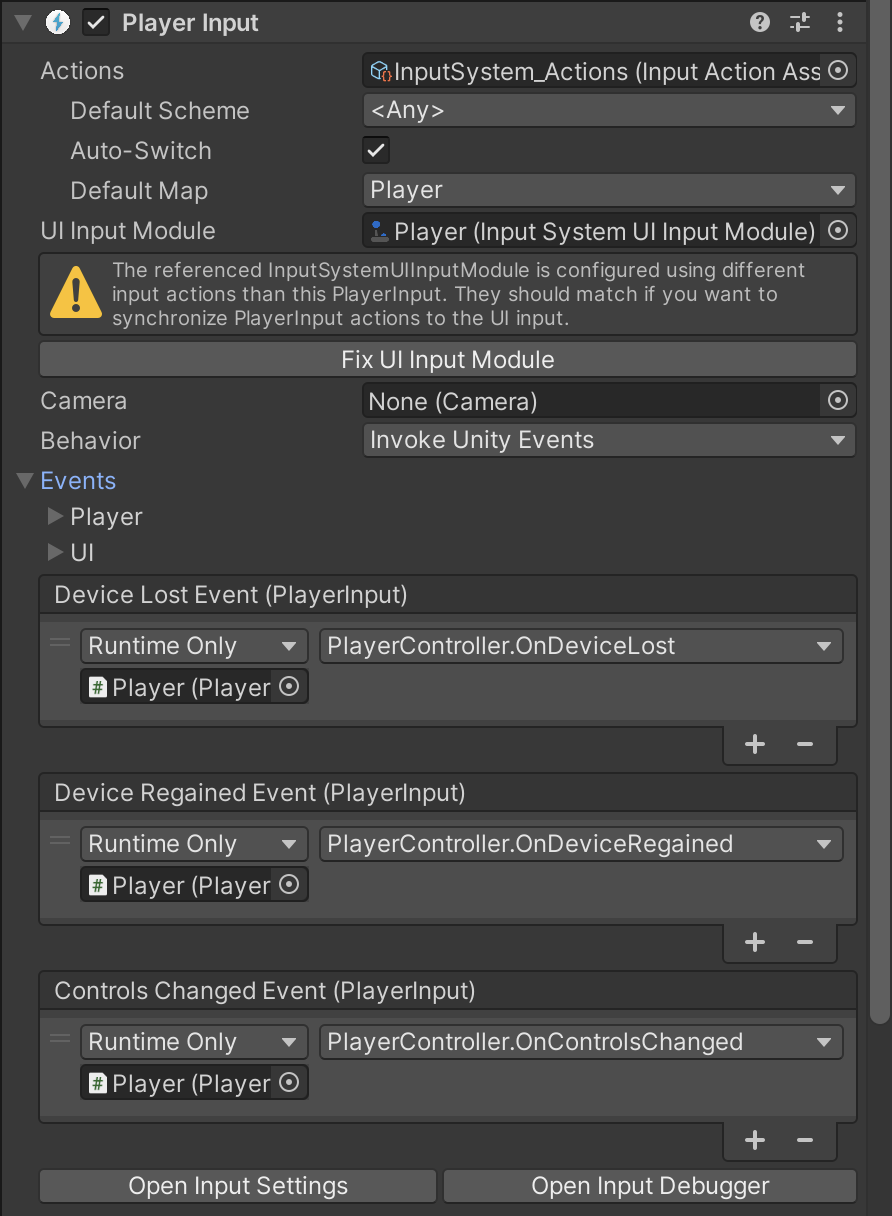 Player Input
Actions
InputSystem_Actions (Input Action Ass
Default Scheme
<Any>
Auto-Switch
Default Map
Player
UI Input Module
Player (Input System UI Input Module)
The referenced InputSystemUIInputModule is configured using different
input actions than this PlayerInput. They should match if you want to
synchronize PlayerInput actions to the UI input.
Fix UI Input Module
Camera
None (Camera)
Behavior
Invoke Unity Events
Events
Player
UI
Device Lost Event (PlayerInput)
Runtime Only
PlayerController.OnDeviceLost
Player (Player
Device Regained Event (PlayerInput)
Runtime Only
PlayerController.OnDeviceRegained
Player (Player
Controls Changed Event (PlayerInput)
Runtime Only
PlayerController.OnControlsChanged
Player (Player
Open Input Settings
Open Input Debugger